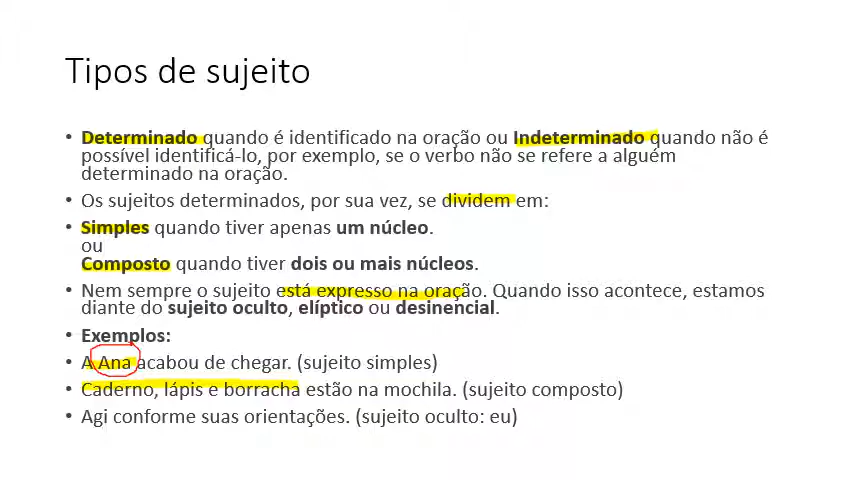 Tipos de sujeito
• Determinado quando é identificado na oração ou Indeterminado quando não é
possível identificá-lo, por exemplo, se o verbo não se refere a alguém
determinado na oração.
• Os sujeitos determinados, por sua vez, se dividem em:
• Simples quando tiver apenas um núcleo.
ou
Composto quando tiver dois ou mais núcleos.
• Nem sempre o sujeito está expresso na oração. Quando isso acontece, estamos
diante do sujeito oculto, elíptico ou desinencial.
• Exemplos:
• A Ana acabou de chegar. (sujeito simples)
• Caderno, lápis e borracha estão na mochila. (sujeito composto)
• Agi conforme suas orientações. (sujeito oculto: eu)